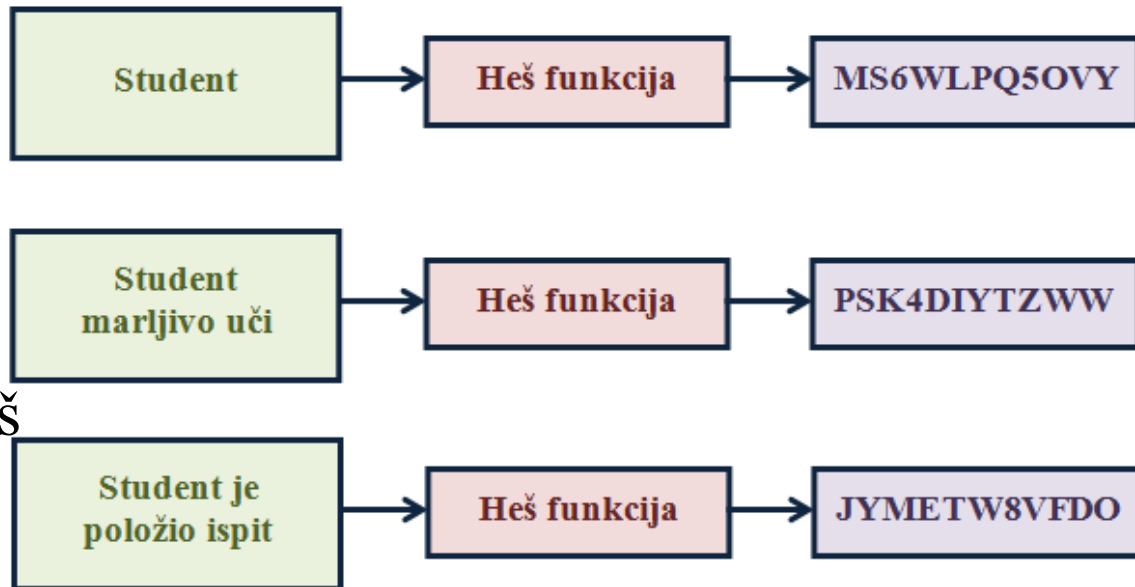 Student
Heš funkcija
MS6WLPQ5OVY
Student
marljivo uči
Heš funkcija
PSK4DIYTZWW
š
Student je
položio ispit
Heš funkcija
JYMETW8VFDO